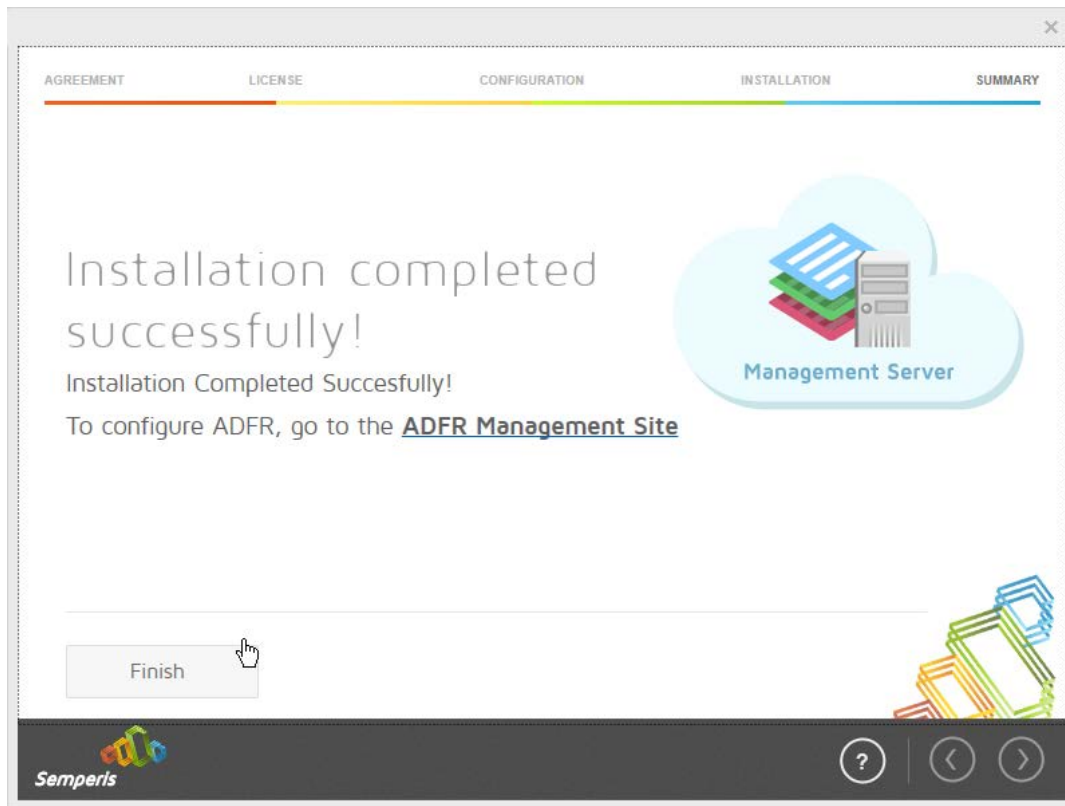 AGREEMENT LICENSE CONFIGURATION INSTALLATION SUMMARY
Installation completed
successfully!
Installation Completed Succesfully!
To configure ADFR, go to the ADFR Management Site
Management Server
Finish
Semperis
?